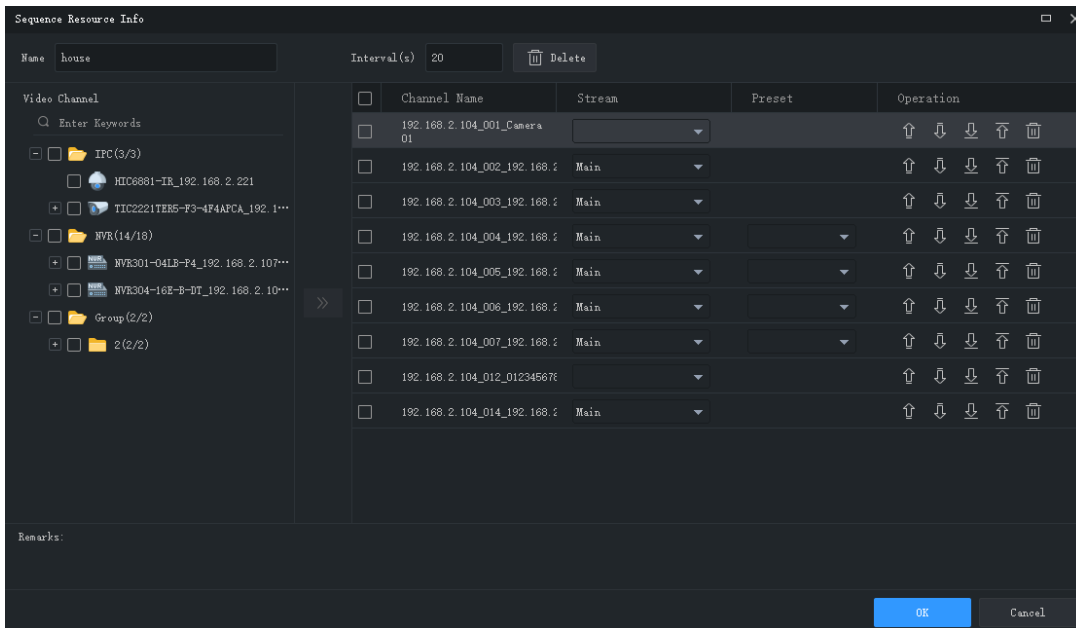 Sequence Resource Info
Name house Interval(s) 20 Delete
Video Channel
Enter Keywords
IPC(3/3)
HIC6881-IR_192.168.2.221
TIC2221TER5-F3-4F4APCA_192.1···
NVR(14/18)
NVR301-04LB-P4_192.168.2.107···
NVR304-16E-B-DT_192.168.2.10···
Group(2/2)
2(2/2)
Channel Name Stream Preset Operation
192.168.2.104_001_Camera
01
192.168.2.104_002_192.168.2 Main
192.168.2.104_003_192.168.2 Main
192.168.2.104_004_192.168.2 Main
192.168.2.104_005_192.168.2 Main
192.168.2.104_006_192.168.2 Main
192.168.2.104_007_192.168.2 Main
192.168.2.104_012_012345678
192.168.2.104_014_192.168.2 Main
Remarks:
OK Cancel